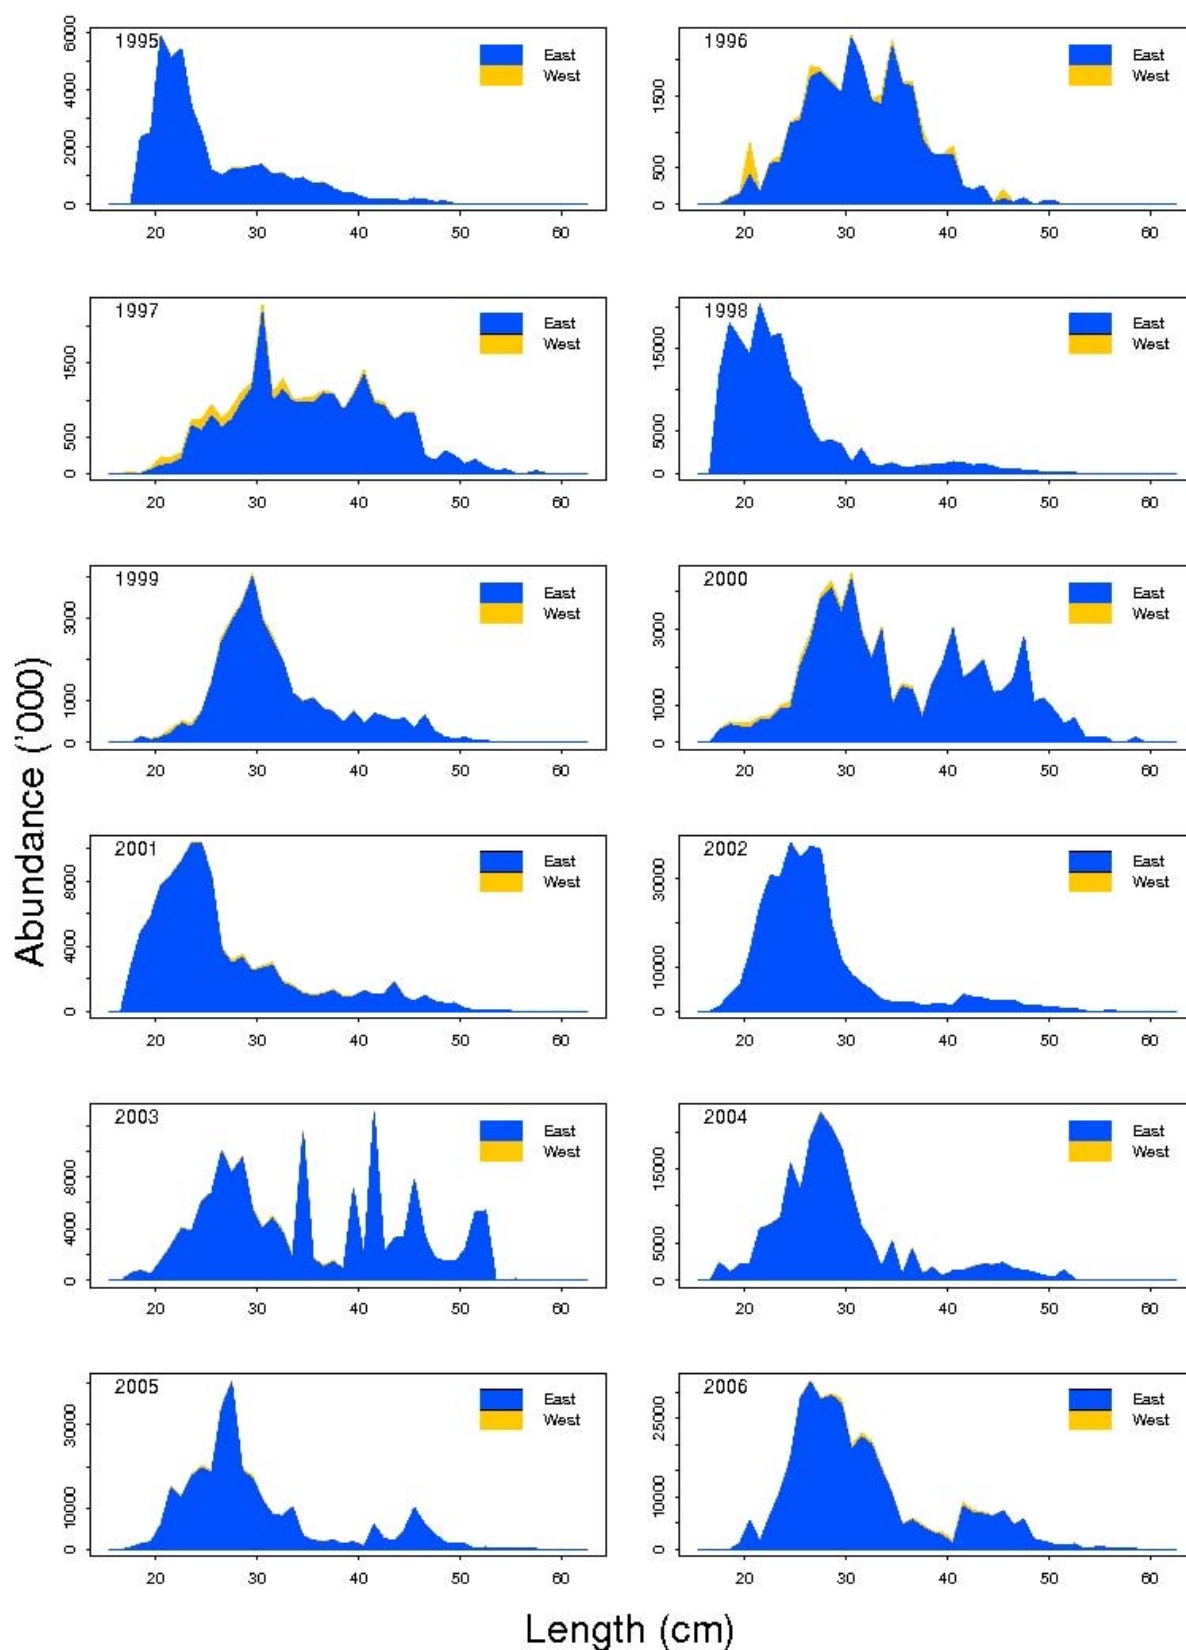 Abundance ('000)
1995
East
West
0 2000 4000 6000
20 30 40 50 60
1996
East
West
0 500 1500
20 30 40 50 60
1997
East
West
0 500 1500
20 30 40 50 60
1998
East
West
0 5000 15000
20 30 40 50 60
1999
East
West
0 1000 3000
20 30 40 50 60
2000
East
West
0 1000 3000
20 30 40 50 60
2001
East
West
0 4000 8000
20 30 40 50 60
2002
East
West
0 10000 30000
20 30 40 50 60
2003
East
West
0 4000 8000
20 30 40 50 60
2004
East
West
0 5000 15000
20 30 40 50 60
2005
East
West
0 10000 30000
20 30 40 50 60
2006
East
West
0 10000 25000
20 30 40 50 60
Length (cm)